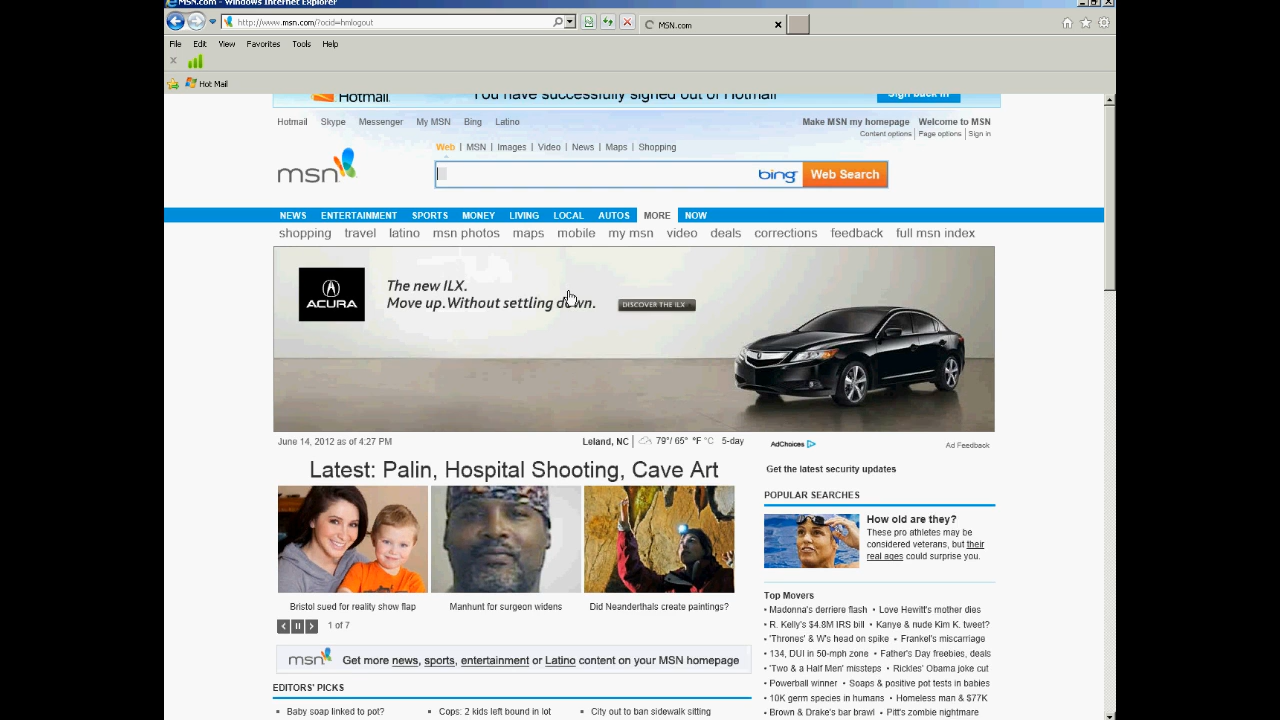 MSN.com - Windows Internet Explorer
http://www.msn.com/?ocid=hmlogout
MSN.com
File Edit View Favorites Tools Help
Hot Mail
Hotmail You have successfully signed out of Hotmail Sign back in
Hotmail Skype Messenger My MSN Bing Latino
Make MSN my homepage Welcome to MSN
Content options | Page options | Sign in
Web | MSN | Images | Video | News | Maps | Shopping
msn
bing Web Search
NEWS ENTERTAINMENT SPORTS MONEY LIVING LOCAL AUTOS MORE NOW
shopping travel latino msn photos maps mobile my msn video deals corrections feedback full msn index
ACURA
The new ILX.
Move up. Without settling down.
DISCOVER THE ILX
June 14, 2012 as of 4:27 PM
Leland, NC | 79°/ 65° °F °C 5-day
AdChoices
Ad Feedback
Latest: Palin, Hospital Shooting, Cave Art
Bristol sued for reality show flap
Manhunt for surgeon widens
Did Neanderthals create paintings?
1 of 7
msn Get more news, sports, entertainment or Latino content on your MSN homepage
EDITORS' PICKS
▪ Baby soap linked to pot? ▪ Cops: 2 kids left bound in lot ▪ City out to ban sidewalk sitting
Get the latest security updates
POPULAR SEARCHES
How old are they?
These pro athletes may be
considered veterans, but their
real ages could surprise you.
Top Movers
• Madonna's derriere flash • Love Hewitt's mother dies
• R. Kelly's $4.8M IRS bill • Kanye & nude Kim K. tweet?
• 'Thrones' & W's head on spike • Frankel's miscarriage
• 134, DUI in 50-mph zone • Father's Day freebies, deals
• 'Two & a Half Men' missteps • Rickles' Obama joke cut
• Powerball winner • Soaps & positive pot tests in babies
• 10K germ species in humans • Homeless man & $77K
• Brown & Drake's bar brawl • Pitt's zombie nightmare